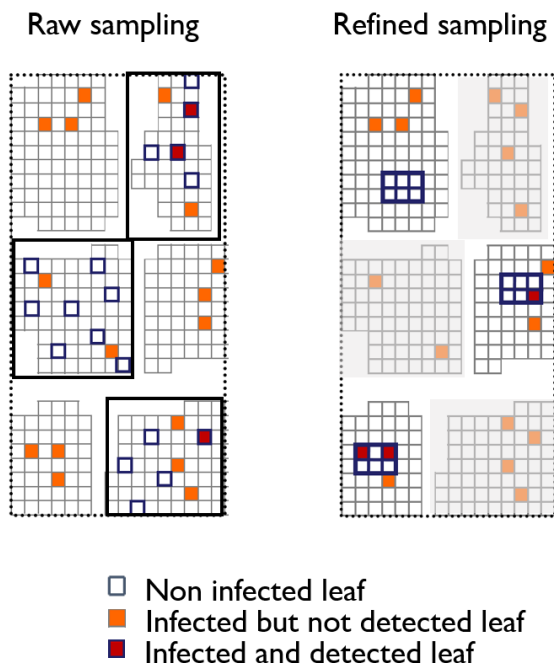 Raw sampling
Refined sampling
Non infected leaf
Infected but not detected leaf
Infected and detected leaf